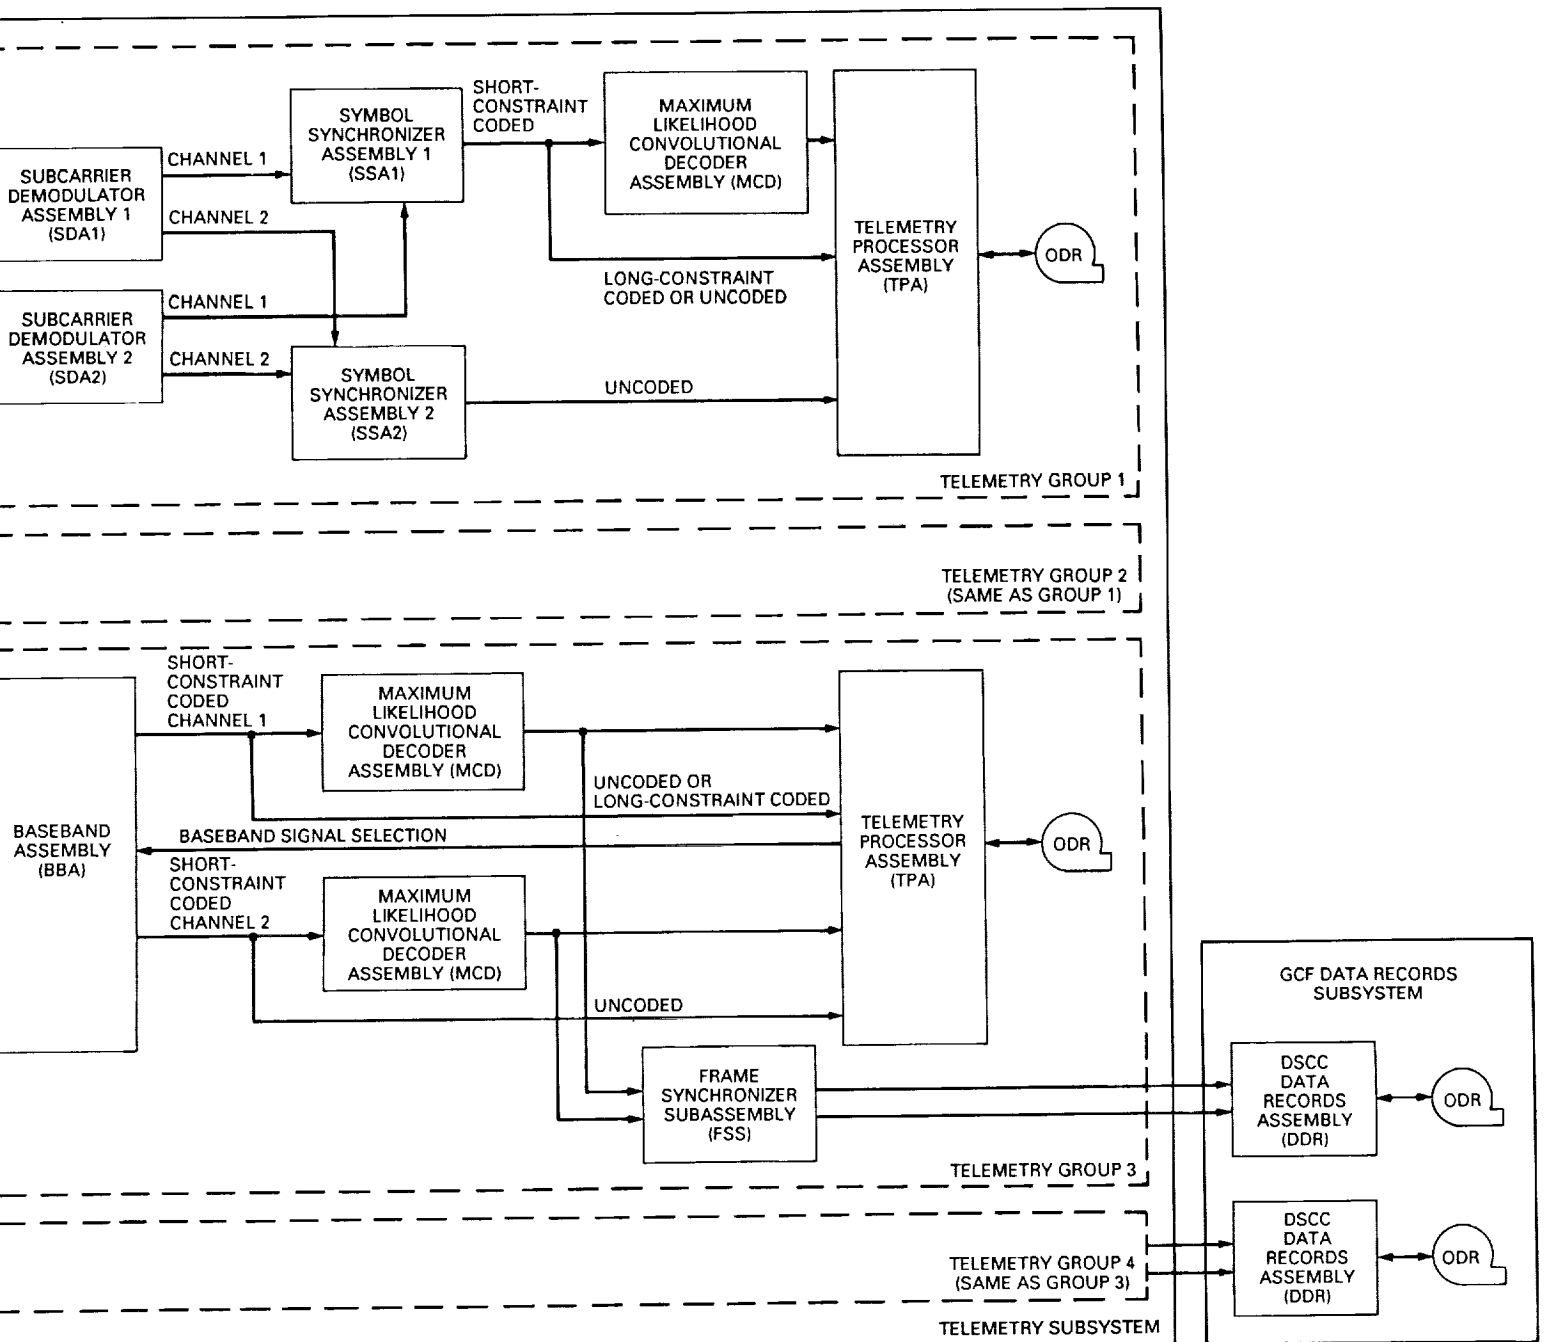 SHORT-
CONSTRAINT
CODED
MAXIMUM
LIKELIHOOD
CONVOLUTIONAL
DECODER
ASSEMBLY (MCD)
SYMBOL
SYNCHRONIZER
ASSEMBLY 1
(SSA1)
CHANNEL 1
SUBCARRIER
DEMODULATOR
ASSEMBLY 1
(SDA1)
CHANNEL 2
TELEMETRY
PROCESSOR
ASSEMBLY
(TPA)
ODR
LONG-CONSTRAINT
CODED OR UNCODED
CHANNEL 1
SUBCARRIER
DEMODULATOR
ASSEMBLY 2
(SDA2)
CHANNEL 2
SYMBOL
SYNCHRONIZER
ASSEMBLY 2
(SSA2)
UNCODED
TELEMETRY GROUP 1
TELEMETRY GROUP 2
(SAME AS GROUP 1)
SHORT-
CONSTRAINT
CODED
CHANNEL 1
MAXIMUM
LIKELIHOOD
CONVOLUTIONAL
DECODER
ASSEMBLY (MCD)
UNCODED OR
LONG-CONSTRAINT CODED
BASEBAND
ASSEMBLY
(BBA)
BASEBAND SIGNAL SELECTION
TELEMETRY
PROCESSOR
ASSEMBLY
(TPA)
ODR
SHORT-
CONSTRAINT
CODED
CHANNEL 2
MAXIMUM
LIKELIHOOD
CONVOLUTIONAL
DECODER
ASSEMBLY (MCD)
UNCODED
GCF DATA RECORDS
SUBSYSTEM
FRAME
SYNCHRONIZER
SUBASSEMBLY
(FSS)
DSCC
DATA
RECORDS
ASSEMBLY
(DDR)
ODR
TELEMETRY GROUP 3
TELEMETRY GROUP 4
(SAME AS GROUP 3)
DSCC
DATA
RECORDS
ASSEMBLY
(DDR)
ODR
TELEMETRY SUBSYSTEM